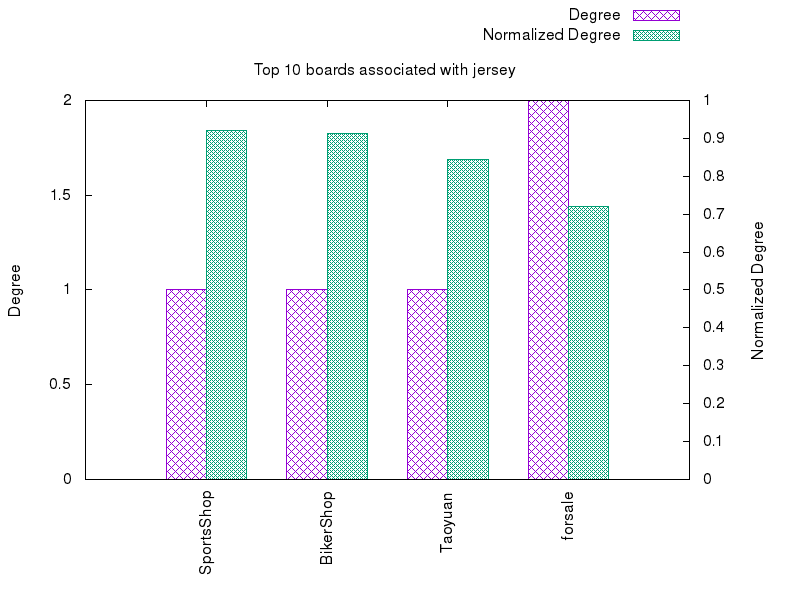 Degree
Normalized Degree
Top 10 boards associated with jersey
2
1.5
1
0.5
0
Degree
1
0.9
0.8
0.7
0.6
0.5
0.4
0.3
0.2
0.1
0
Normalized Degree
SportsShop
BikerShop
Taoyuan
forsale